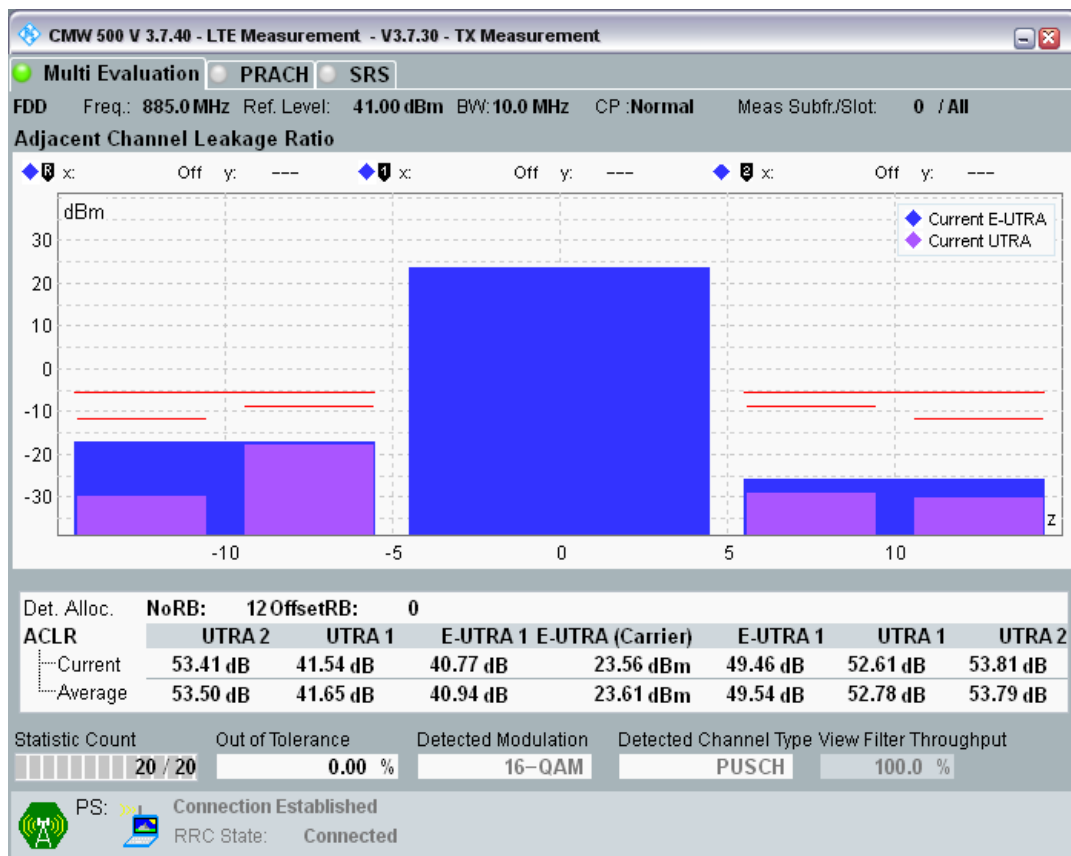 CMW 500 V 3.7.40 - LTE Measurement - V3.7.30 - TX Measurement
Multi Evaluation PRACH SRS
FDD Freq.: 885.0 MHz Ref. Level: 41.00 dBm BW: 10.0 MHz CP :Normal Meas Subfr./Slot: 0 / All
Adjacent Channel Leakage Ratio
R x: Off y: --- 1 x: Off y: --- 2 x: Off y: ---
dBm
Current E-UTRA
Current UTRA
30
20
10
0
-10
-20
-30
z
-10 -5 0 5 10
Det. Alloc. NoRB: 12 OffsetRB: 0
ACLR UTRA 2 UTRA 1 E-UTRA 1 E-UTRA (Carrier) E-UTRA 1 UTRA 1 UTRA 2
Current 53.41 dB 41.54 dB 40.77 dB 23.56 dBm 49.46 dB 52.61 dB 53.81 dB
Average 53.50 dB 41.65 dB 40.94 dB 23.61 dBm 49.54 dB 52.78 dB 53.79 dB
Statistic Count Out of Tolerance Detected Modulation Detected Channel Type View Filter Throughput
20 / 20 0.00 % 16-QAM PUSCH 100.0 %
PS: Connection Established
RRC State: Connected